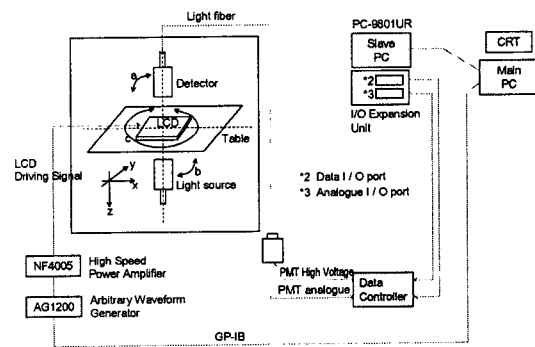 Light fiber
PC-9801UR
Slave
PC
CRT
Main
PC
a
Detector
*2
*3
I/O Expansion
Unit
LCD
c
Table
LCD
Driving Signal
y
x
z
b
Light source
*2 Data I / O port
*3 Analogue I / O port
NF4005
High Speed
Power Amplifier
PMT High Voltage
PMT analogue
Data
Controller
AG1200
Arbitrary Waveform
Generator
GP-IB